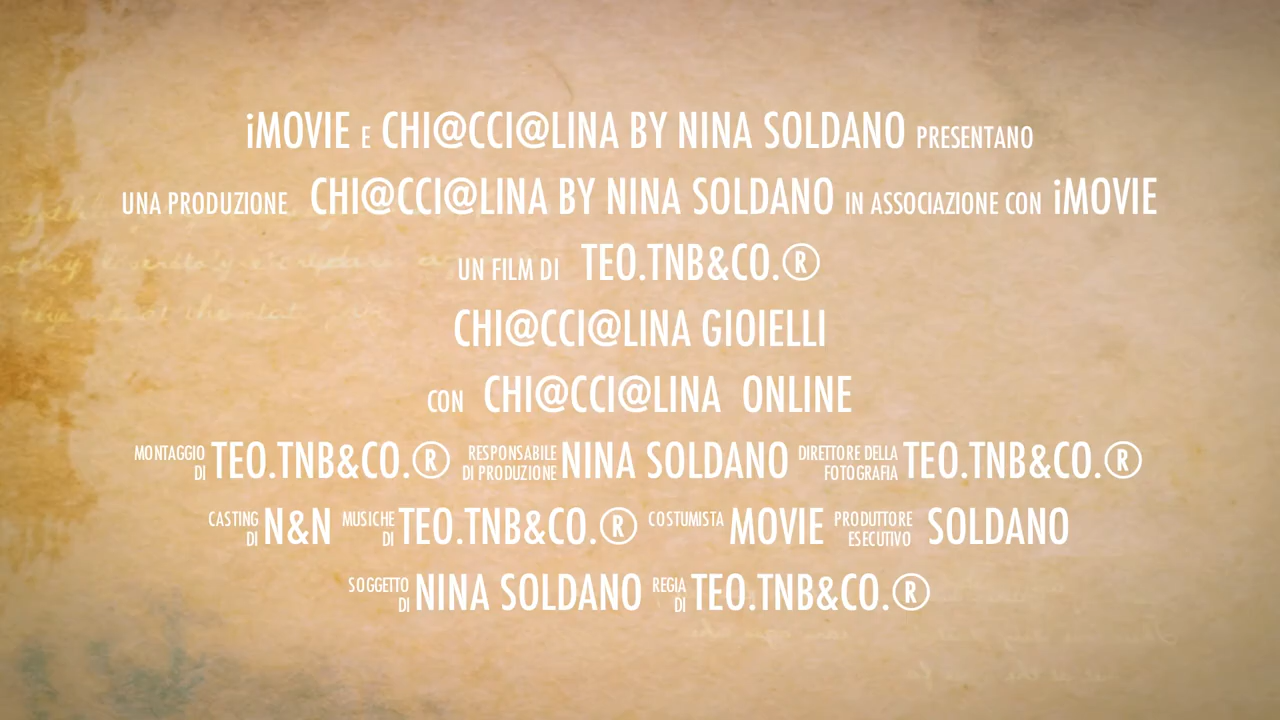 iMOVIE E CHI@CCI@LINA BY NINA SOLDANO PRESENTANO
UNA PRODUZIONE CHI@CCI@LINA BY NINA SOLDANO IN ASSOCIAZIONE CON iMOVIE
UN FILM DI TEO.TNB&CO.®
CHI@CCI@LINA GIOIELLI
CON CHI@CCI@LINA ONLINE
MONTAGGIO DI TEO.TNB&CO.® RESPONSABILE DI PRODUZIONE NINA SOLDANO DIRETTORE DELLA FOTOGRAFIA TEO.TNB&CO.®
CASTING DI N&N MUSICHE DI TEO.TNB&CO.® COSTUMISTA MOVIE PRODUTTORE ESECUTIVO SOLDANO
SOGGETTO DI NINA SOLDANO REGIA DI TEO.TNB&CO.®